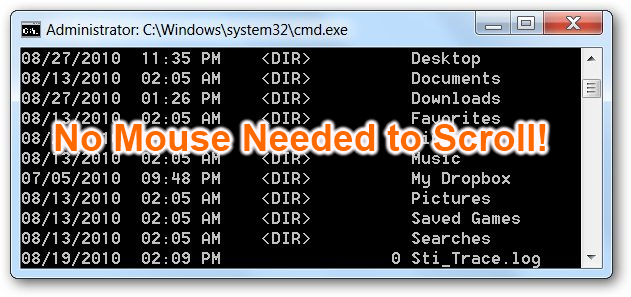 Administrator: C:\Windows\system32\cmd.exe
08/27/2010 11:35 PM <DIR> Desktop
08/13/2010 02:05 AM <DIR> Documents
08/27/2010 01:26 PM <DIR> Downloads
08/13/2010 02:05 AM <DIR> Favorites
No Mouse Needed to Scroll!
08/13/2010 02:05 AM <DIR> Music
07/05/2010 09:48 PM <DIR> My Dropbox
08/13/2010 02:05 AM <DIR> Pictures
08/13/2010 02:05 AM <DIR> Saved Games
08/13/2010 02:05 AM <DIR> Searches
08/19/2010 02:09 PM 0 Sti_Trace.log